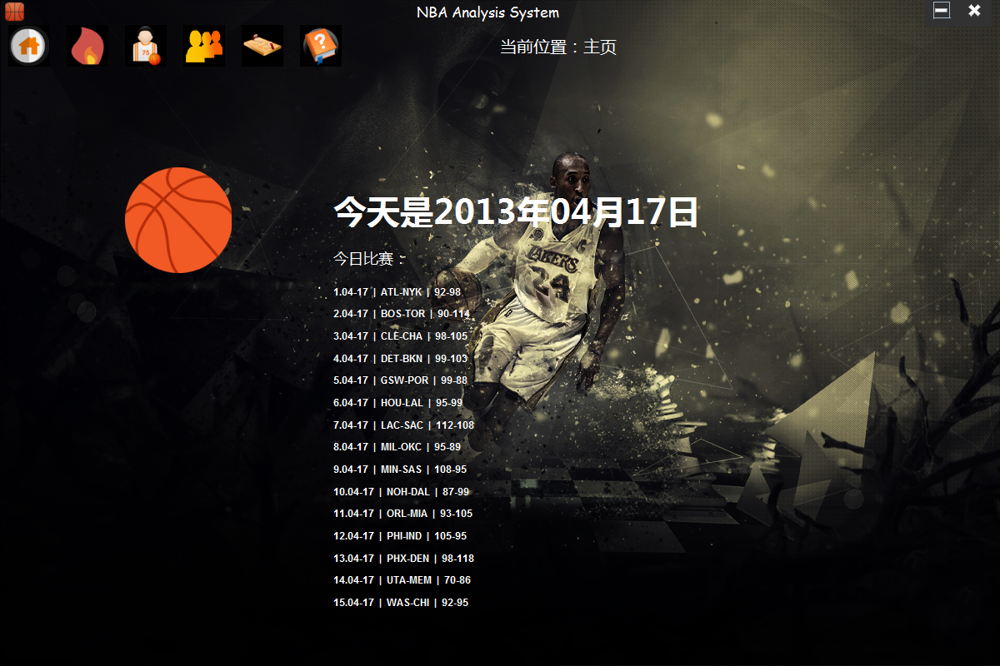 NBA Analysis System
当前位置：主页
75
今天是2013年04月17日
今日比赛：
LAKERS
24
1.04-17 | ATL-NYK | 92-98
2.04-17 | BOS-TOR | 90-114
3.04-17 | CLE-CHA | 98-105
4.04-17 | DET-BKN | 99-103
5.04-17 | GSW-POR | 99-88
6.04-17 | HOU-LAL | 95-99
7.04-17 | LAC-SAC | 112-108
8.04-17 | MIL-OKC | 95-89
9.04-17 | MIN-SAS | 108-95
10.04-17 | NOH-DAL | 87-99
11.04-17 | ORL-MIA | 93-105
12.04-17 | PHI-IND | 105-95
13.04-17 | PHX-DEN | 98-118
14.04-17 | UTA-MEM | 70-86
15.04-17 | WAS-CHI | 92-95